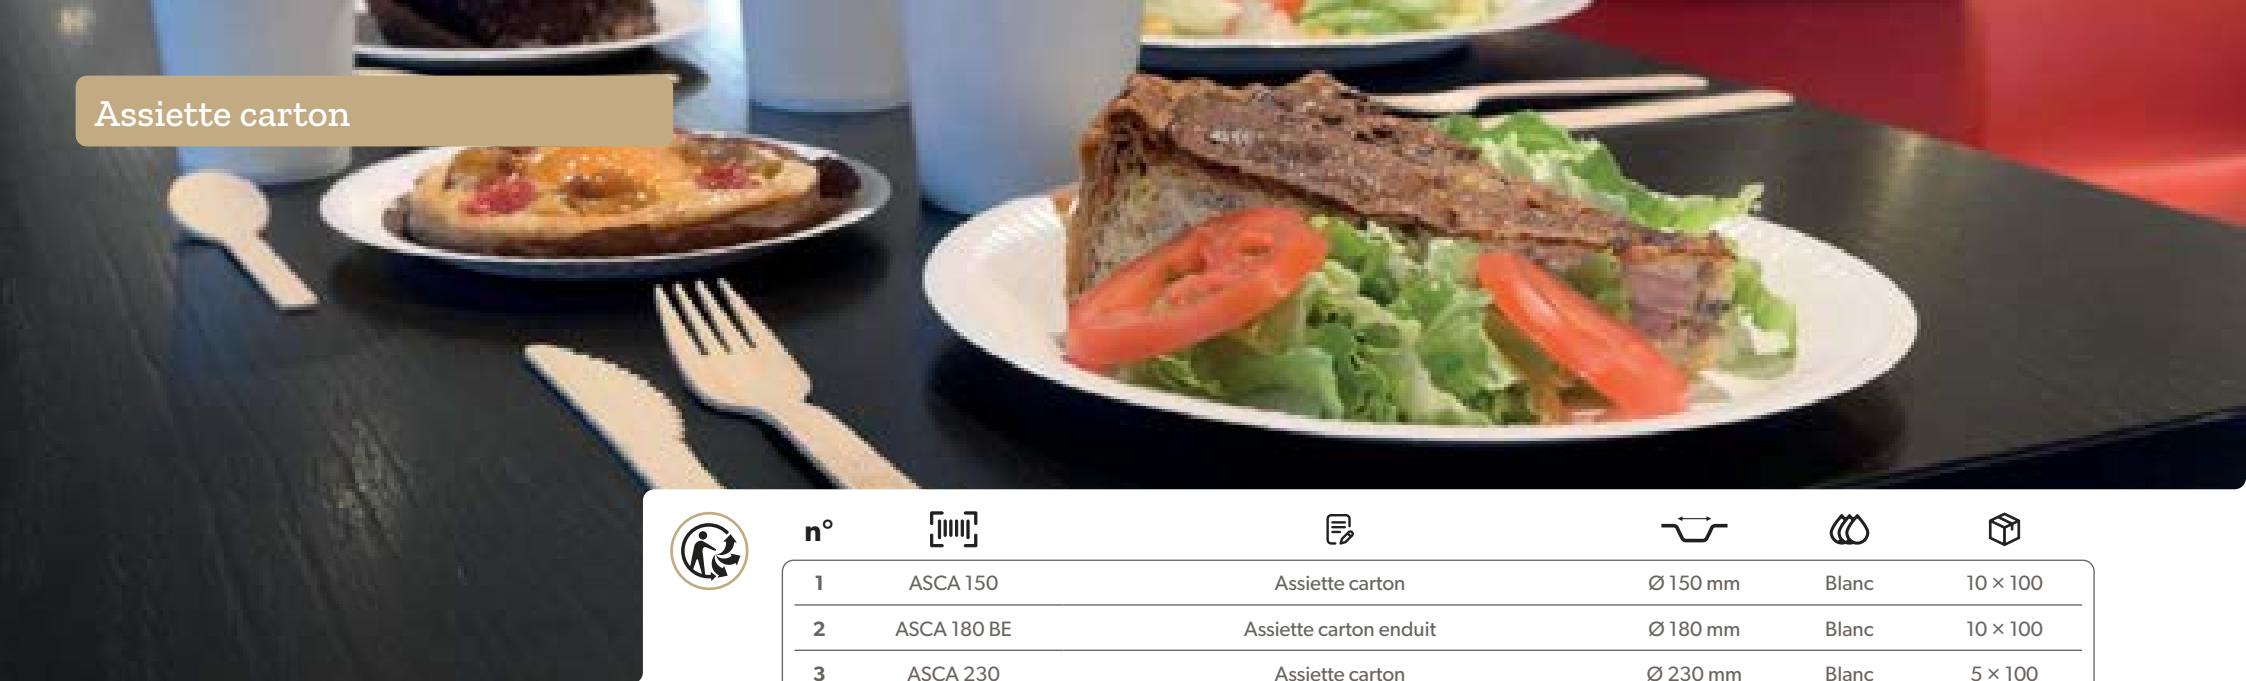 Assiette carton
n°
1 ASCA 150 Assiette carton Ø 150 mm Blanc 10 × 100
2 ASCA 180 BE Assiette carton enduit Ø 180 mm Blanc 10 × 100
3 ASCA 230 Assiette carton Ø 230 mm Blanc 5 × 100